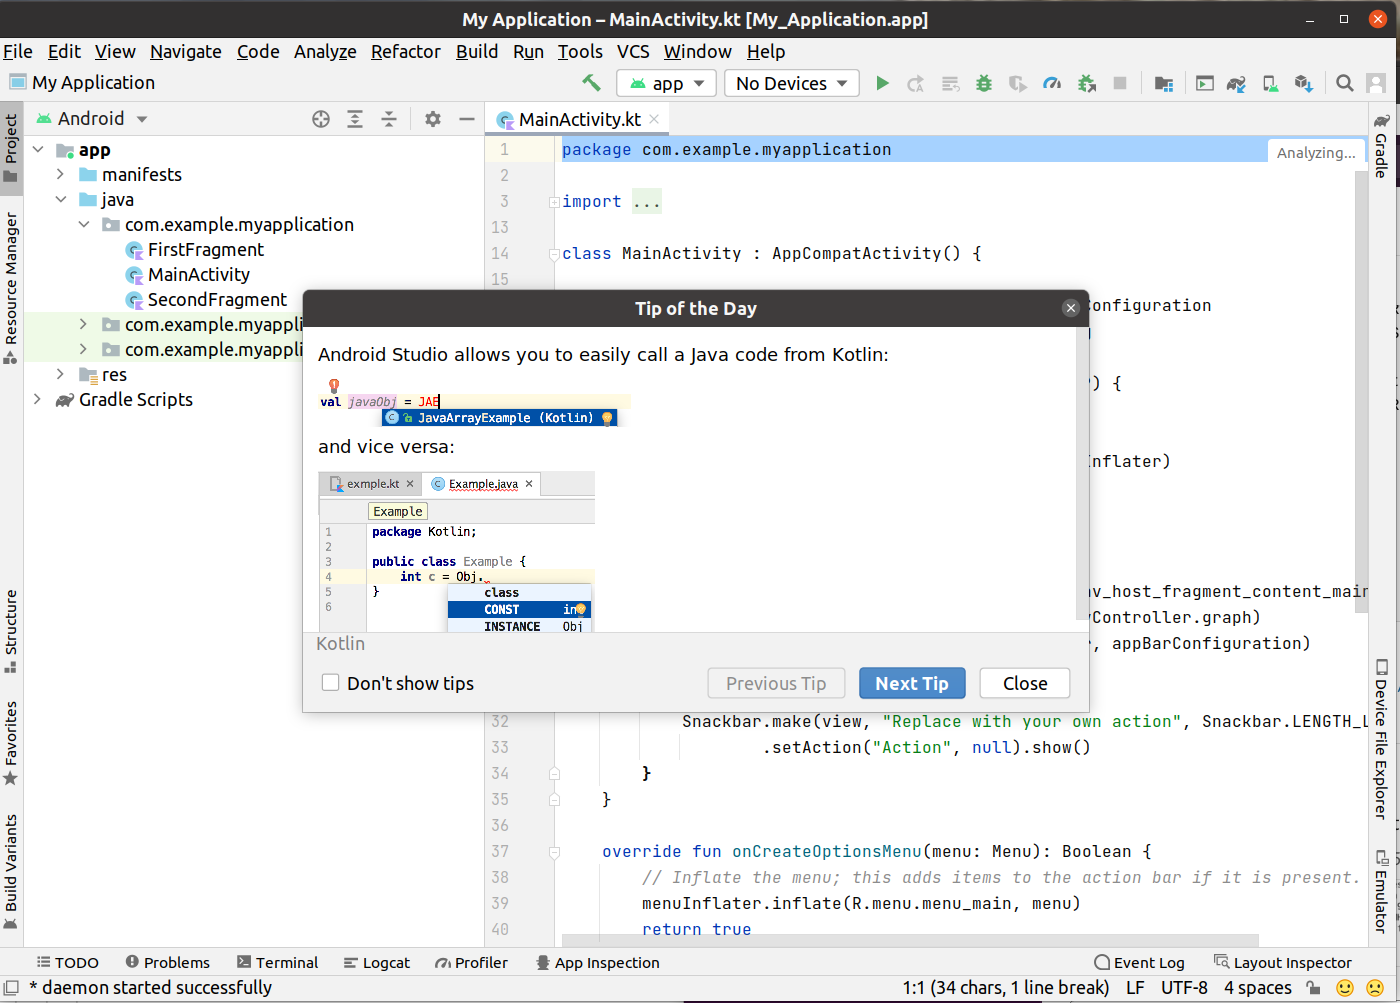 My Application – MainActivity.kt [My_Application.app]
File Edit View Navigate Code Analyze Refactor Build Run Tools VCS Window Help
My Application
app
No Devices
Project
Resource Manager
Structure
Favorites
Build Variants
Android
app
manifests
java
com.example.myapplication
FirstFragment
MainActivity
SecondFragment
com.example.myappli
com.example.myappli
res
Gradle Scripts
MainActivity.kt
1 package com.example.myapplication
Analyzing...
2
3 import ...
13
14 class MainActivity : AppCompatActivity() {
15
Configuration
) {
nflater)
v_host_fragment_content_main
Controller.graph)
, appBarConfiguration)
Tip of the Day
Android Studio allows you to easily call a Java code from Kotlin:
val javaObj = JAE
JavaArrayExample (Kotlin)
and vice versa:
exmple.kt
Example.java
Example
1 package Kotlin;
2
3 public class Example {
4 int c = Obj.
5 }
6
class
CONST
INSTANCE Obj
Kotlin
Don't show tips
Previous Tip
Next Tip
Close
32 Snackbar.make(view, "Replace with your own action", Snackbar.LENGTH_L
33 .setAction("Action", null).show()
34 }
35 }
36
37 override fun onCreateOptionsMenu(menu: Menu): Boolean {
38 // Inflate the menu; this adds items to the action bar if it is present.
39 menuInflater.inflate(R.menu.menu_main, menu)
40 return true
Gradle
Device File Explorer
Emulator
TODO Problems Terminal Logcat Profiler App Inspection Event Log Layout Inspector
* daemon started successfully
1:1 (34 chars, 1 line break) LF UTF-8 4 spaces